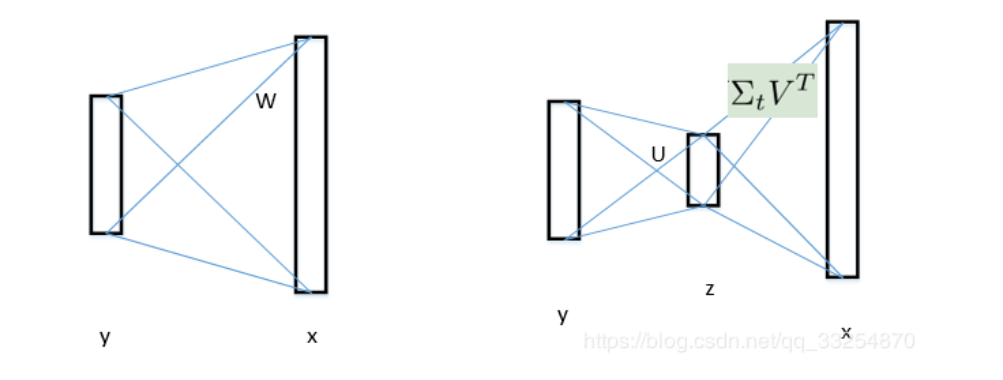 W
y
x
Σ_t V^T
U
z
y
x
https://blog.csdn.net/qq_33254870